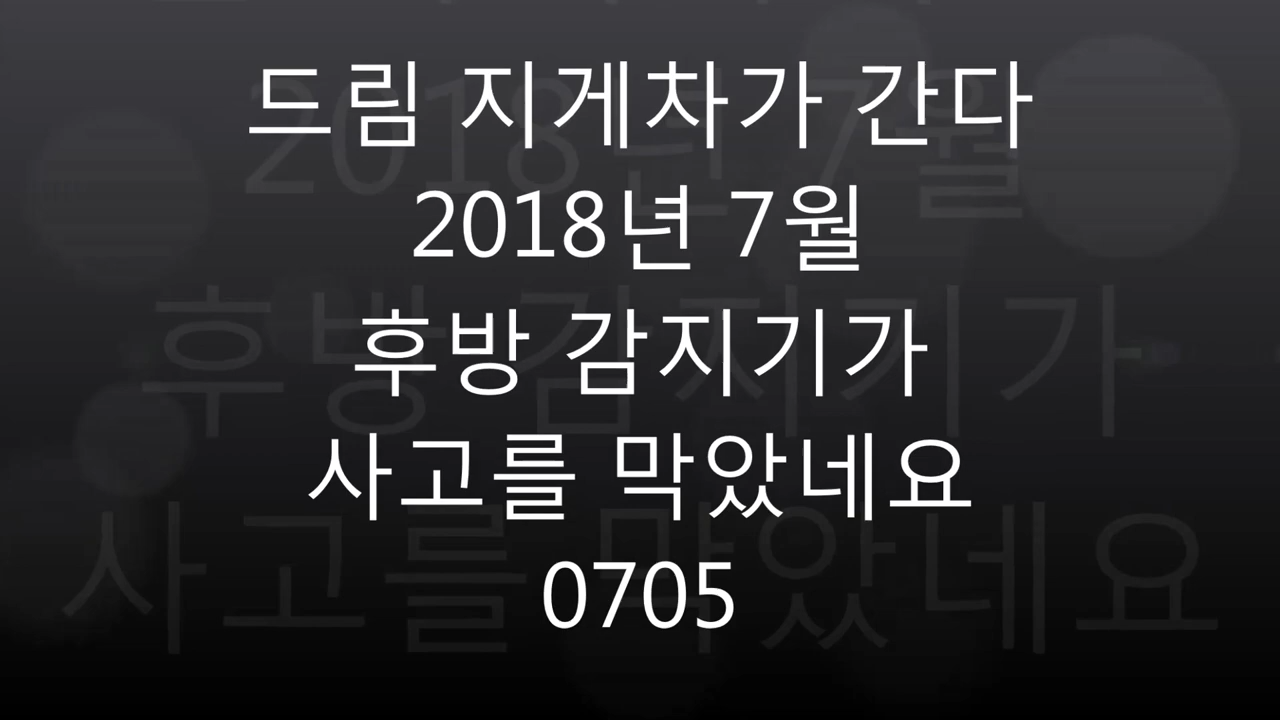 드림 지게차가 간다
2018년 7월
후방 감지기가
사고를 막았네요
0705